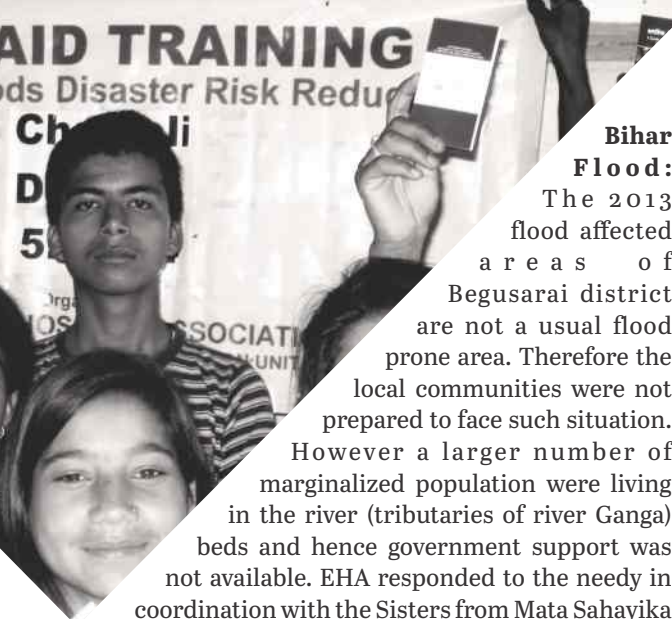 AID TRAINING
Disaster Risk
Bihar
Flood:
The 2013
flood affected
areas of
Begusarai district
are not a usual flood
prone area. Therefore the
local communities were not
prepared to face such situation.
However a larger number of
marginalized population were living
in the river (tributaries of river Ganga)
beds and hence government support was
not available. EHA responded to the needy in
coordination with the Sisters from Mata Sahayika